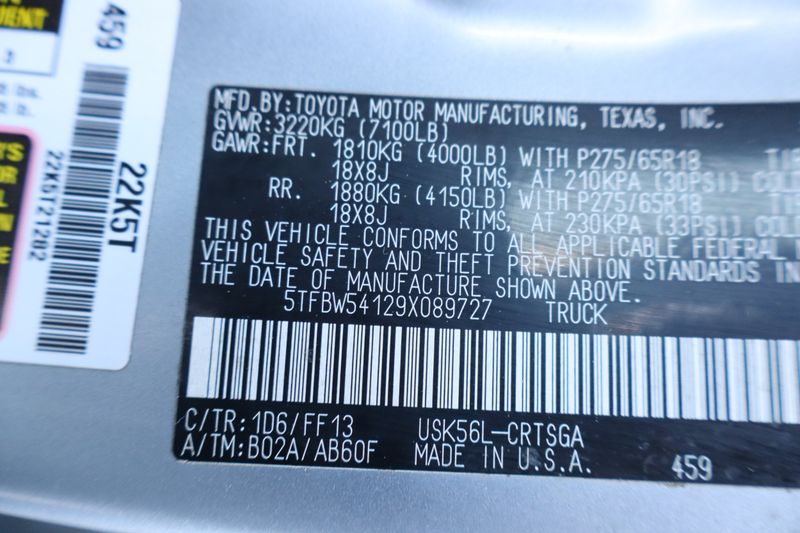 MFD.BY:TOYOTA MOTOR MANUFACTURING, TEXAS, INC.
GVWR:3220KG (7100LB)
GAWR:FRT. 1810KG (4000LB) WITH P275/65R18
18X8J RIMS, AT 210KPA (30PSI) COLD
RR. 1880KG (4150LB) WITH P275/65R18
18X8J RIMS, AT 230KPA (33PSI) COLD
THIS VEHICLE CONFORMS TO ALL APPLICABLE FEDERAL
VEHICLE SAFETY AND THEFT PREVENTION STANDARDS IN
THE DATE OF MANUFACTURE SHOWN ABOVE.
5TFBW54129X089727 TRUCK
C/TR:1D6/FF13 USK56L-CRTSGA
A/TM:B02A/AB60F MADE IN U.S.A. 459
459
22K5T
22K5T21202